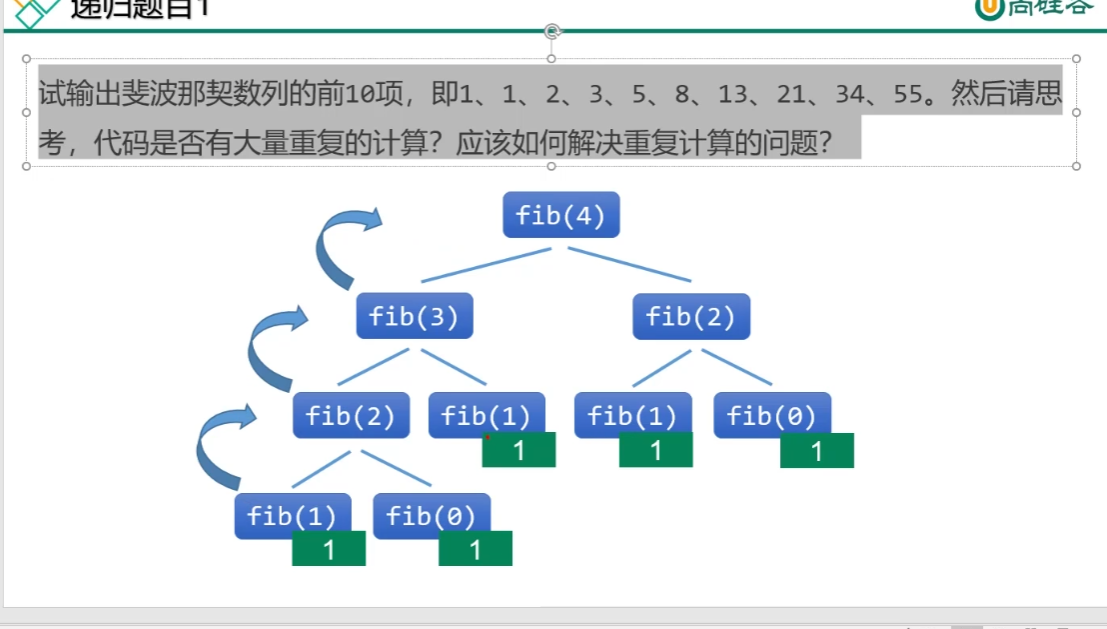 递归题目1
尚硅谷
试输出斐波那契数列的前10项，即1、1、2、3、5、8、13、21、34、55。然后请思
考，代码是否有大量重复的计算？应该如何解决重复计算的问题？
fib(4)
fib(3)
fib(2)
fib(2)
fib(1)
fib(1)
fib(0)
1
1
1
fib(1)
fib(0)
1
1